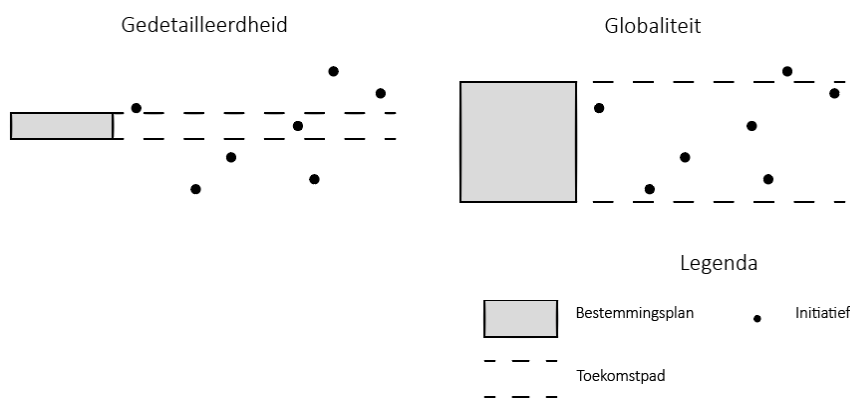 Gedetailleerdheid
Globaliteit
Legenda
Bestemmingsplan
Initiatief
Toekomstpad